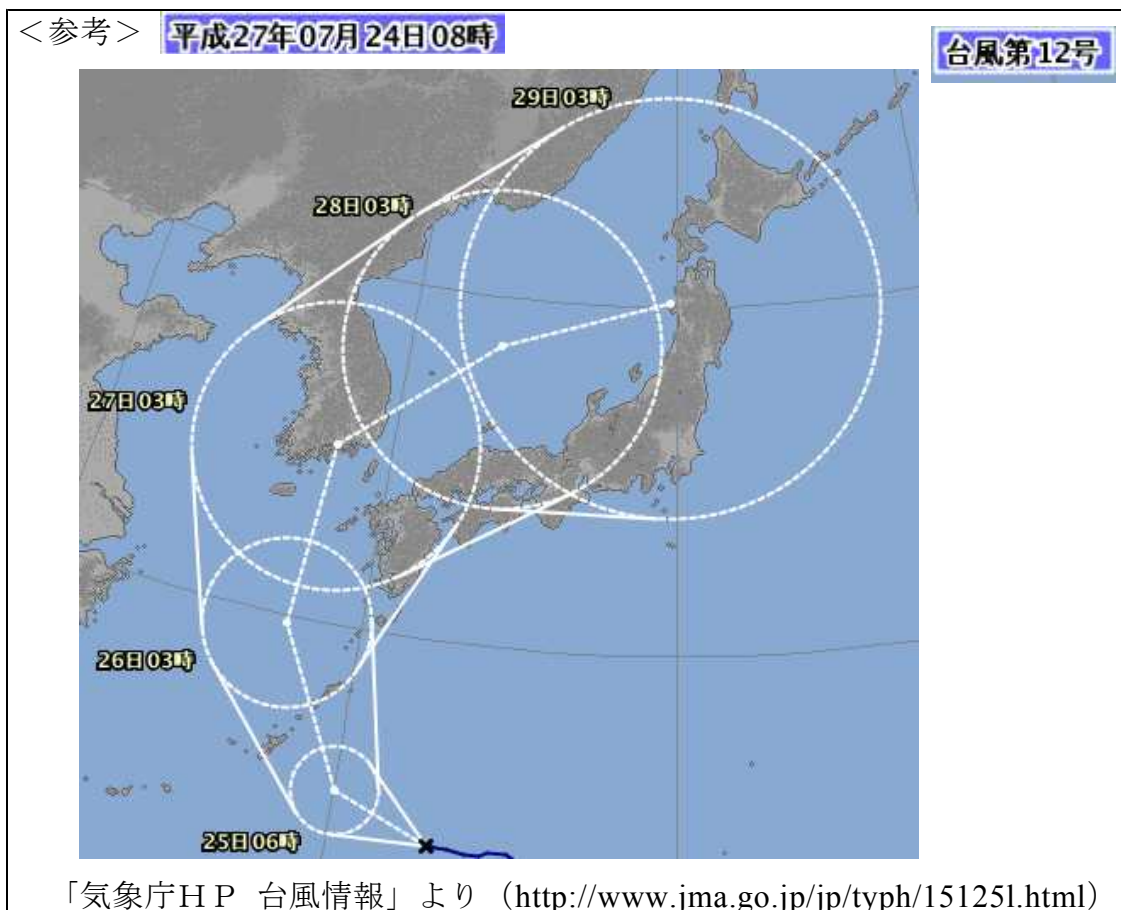 <参考> 平成27年07月24日08時
台風第12号
29日03時
28日03時
27日03時
26日03時
25日06時
「気象庁HP 台風情報」より (http://www.jma.go.jp/jp/typh/15125l.html)